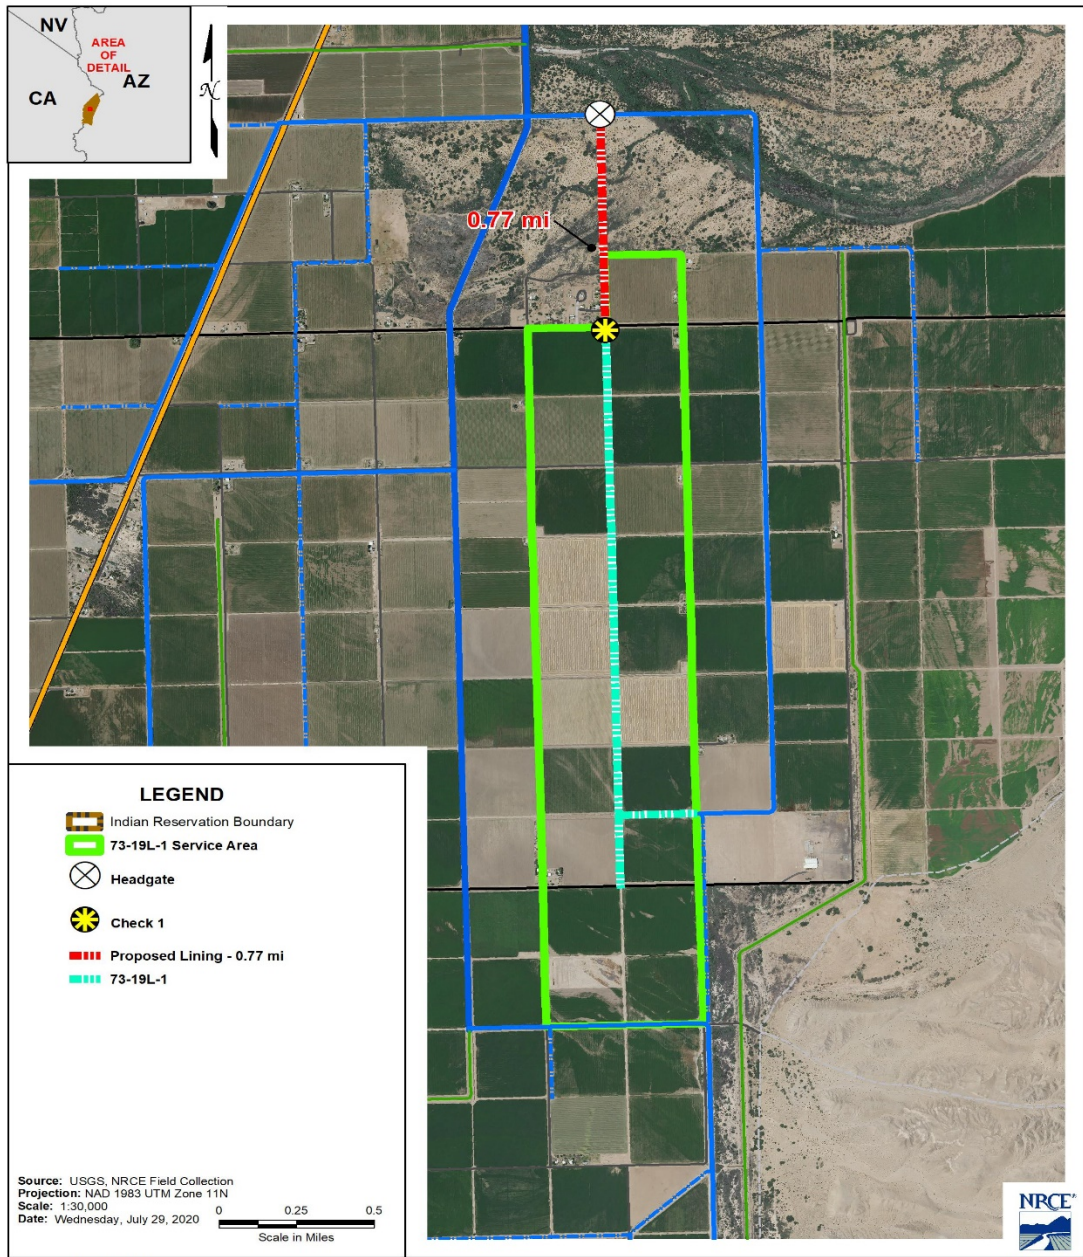 NV
AREA
OF
DETAIL
AZ
CA
N
0.77 mi
LEGEND
Indian Reservation Boundary
73-19L-1 Service Area
Headgate
Check 1
Proposed Lining - 0.77 mi
73-19L-1
Source: USGS, NRCE Field Collection
Projection: NAD 1983 UTM Zone 11N
Scale: 1:30,000
Date: Wednesday, July 29, 2020
0 0.25 0.5
Scale in Miles
NRCE